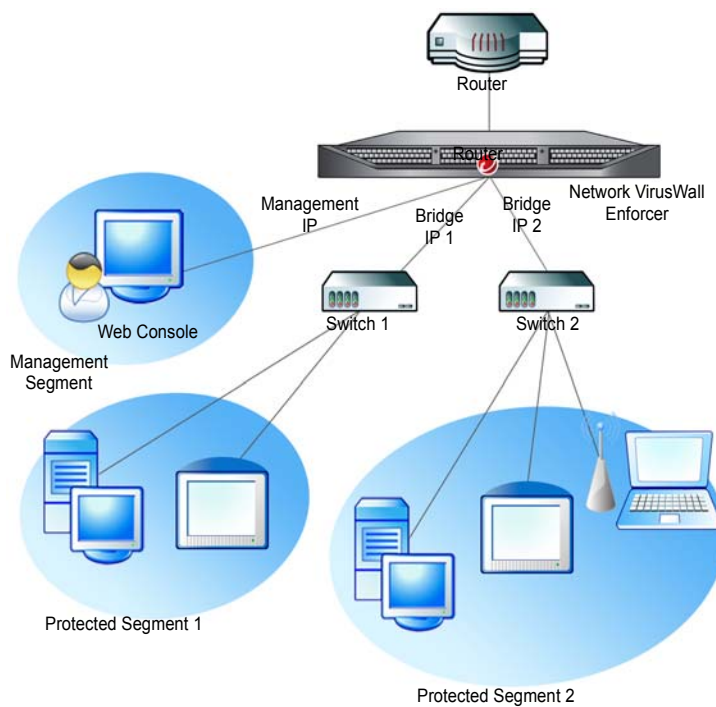 Router
Router
Network VirusWall
Enforcer
Management
IP
Bridge
IP 1
Bridge
IP 2
Web Console
Management
Segment
Switch 1
Switch 2
Protected Segment 1
Protected Segment 2